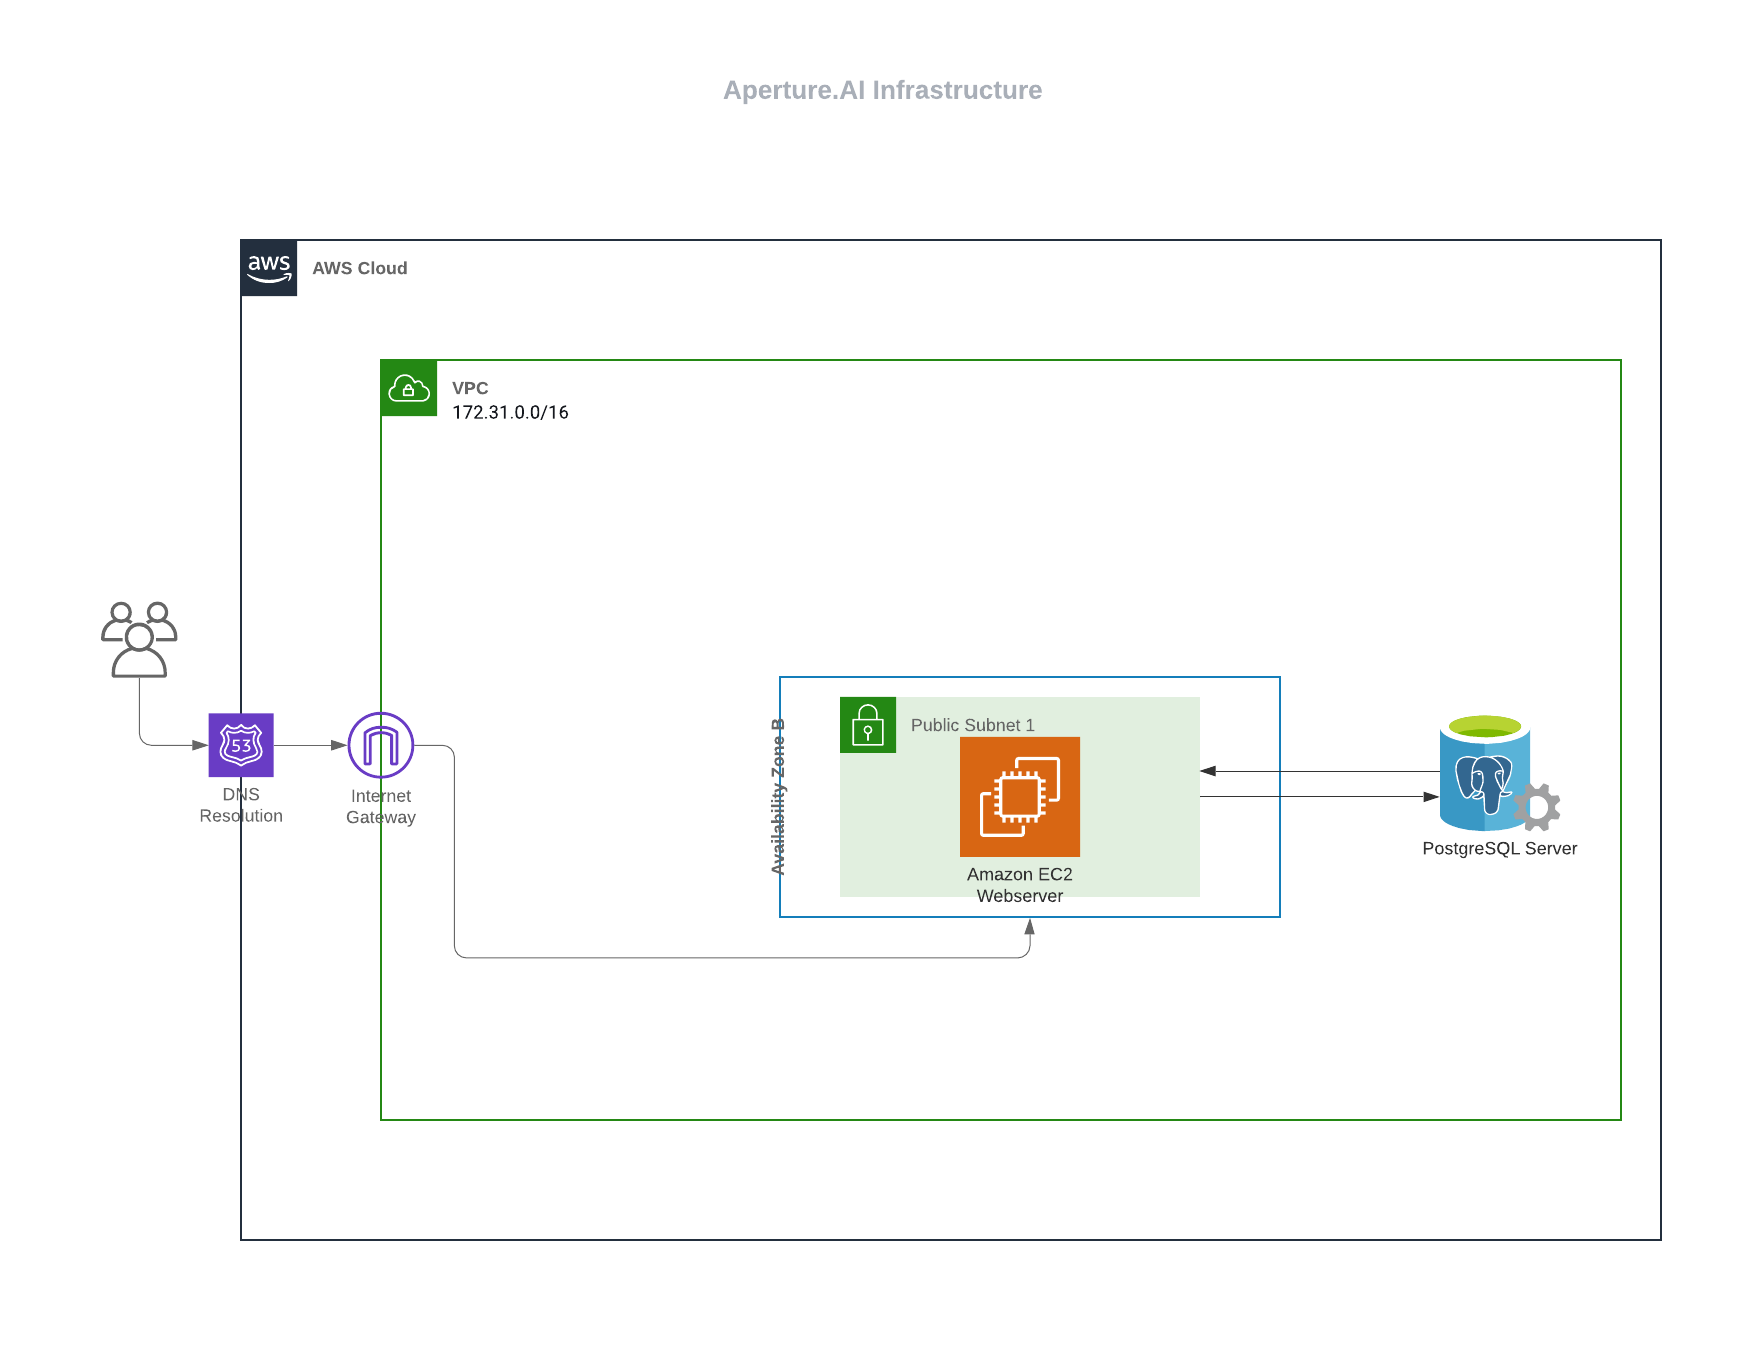 Aperture.AI Infrastructure
aws
AWS Cloud
VPC
172.31.0.0/16
53
DNS
Resolution
Internet
Gateway
Availability Zone B
Public Subnet 1
Amazon EC2
Webserver
PostgreSQL Server